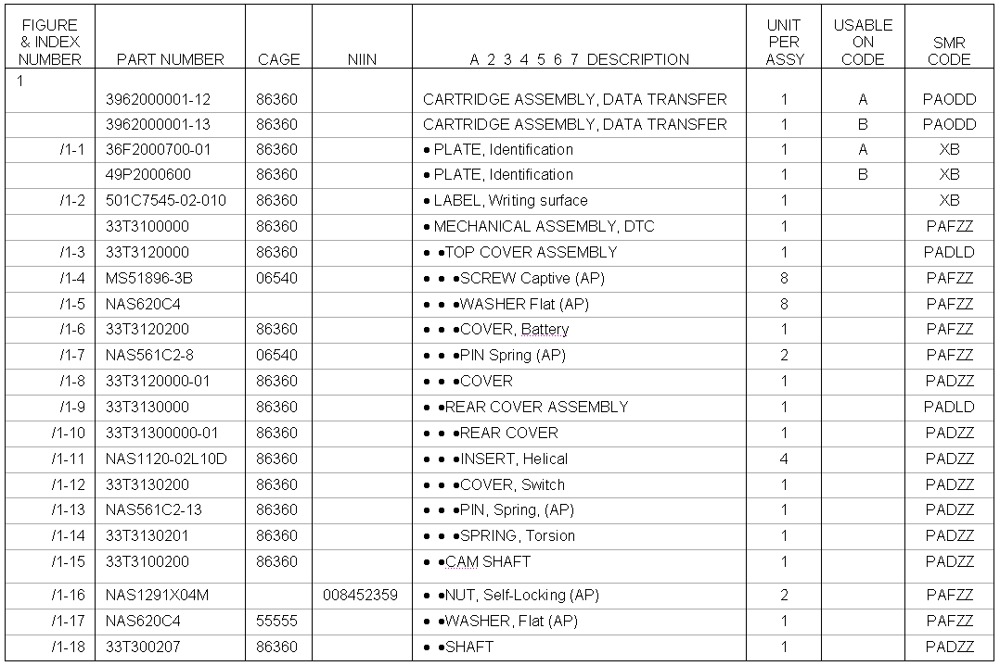 FIGURE & INDEX NUMBER PART NUMBER CAGE NIIN A 2 3 4 5 6 7 DESCRIPTION UNIT PER ASSY USABLE ON CODE SMR CODE
1
3962000001-12 86360 CARTRIDGE ASSEMBLY, DATA TRANSFER 1 A PAODD
3962000001-13 86360 CARTRIDGE ASSEMBLY, DATA TRANSFER 1 B PAODD
/1-1 36F2000700-01 86360 • PLATE, Identification 1 A XB
49P2000600 86360 • PLATE, Identification 1 B XB
/1-2 501C7545-02-010 86360 • LABEL, Writing surface 1 XB
33T3100000 86360 • MECHANICAL ASSEMBLY, DTC 1 PAFZZ
/1-3 33T3120000 86360 • •TOP COVER ASSEMBLY 1 PADLD
/1-4 MS51896-3B 06540 • • •SCREW Captive (AP) 8 PAFZZ
/1-5 NAS620C4 • • •WASHER Flat (AP) 8 PAFZZ
/1-6 33T3120200 86360 • • •COVER, Battery 1 PAFZZ
/1-7 NAS561C2-8 06540 • • •PIN Spring (AP) 2 PAFZZ
/1-8 33T3120000-01 86360 • • •COVER 1 PADZZ
/1-9 33T3130000 86360 • •REAR COVER ASSEMBLY 1 PADLD
/1-10 33T31300000-01 86360 • • •REAR COVER 1 PADZZ
/1-11 NAS1120-02L10D 86360 • • •INSERT, Helical 4 PADZZ
/1-12 33T3130200 86360 • • •COVER, Switch 1 PADZZ
/1-13 NAS561C2-13 86360 • • •PIN, Spring, (AP) 1 PADZZ
/1-14 33T3130201 86360 • • •SPRING, Torsion 1 PADZZ
/1-15 33T3100200 86360 • •CAM SHAFT 1 PADZZ
/1-16 NAS1291X04M 008452359 • •NUT, Self-Locking (AP) 2 PAFZZ
/1-17 NAS620C4 55555 • •WASHER, Flat (AP) 1 PAFZZ
/1-18 33T300207 86360 • •SHAFT 1 PADZZ